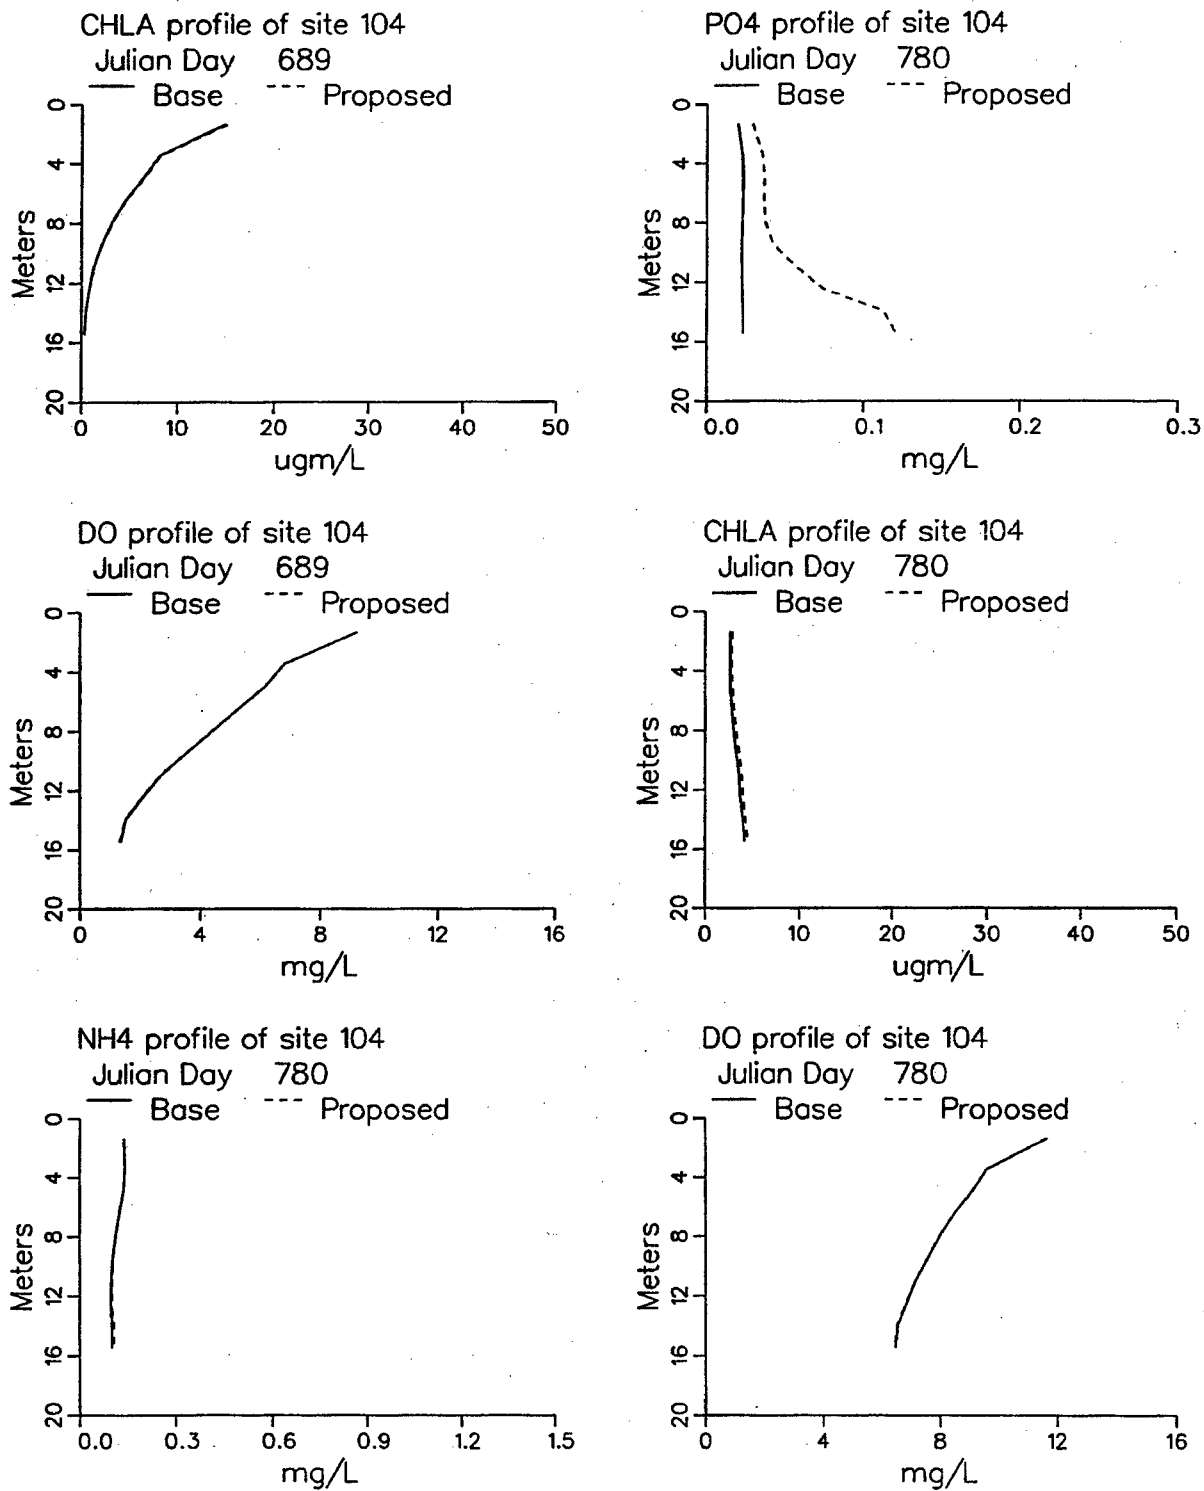 CHLA profile of site 104
Julian Day 689
Base Proposed
0
4
8
12
16
20
Meters
0 10 20 30 40 50
ugm/L
PO4 profile of site 104
Julian Day 780
Base Proposed
0
4
8
12
16
20
Meters
0.0 0.1 0.2 0.3
mg/L
DO profile of site 104
Julian Day 689
Base Proposed
0
4
8
12
16
20
Meters
0 4 8 12 16
mg/L
CHLA profile of site 104
Julian Day 780
Base Proposed
0
4
8
12
16
20
Meters
0 10 20 30 40 50
ugm/L
NH4 profile of site 104
Julian Day 780
Base Proposed
0
4
8
12
16
20
Meters
0.0 0.3 0.6 0.9 1.2 1.5
mg/L
DO profile of site 104
Julian Day 780
Base Proposed
0
4
8
12
16
20
Meters
0 4 8 12 16
mg/L